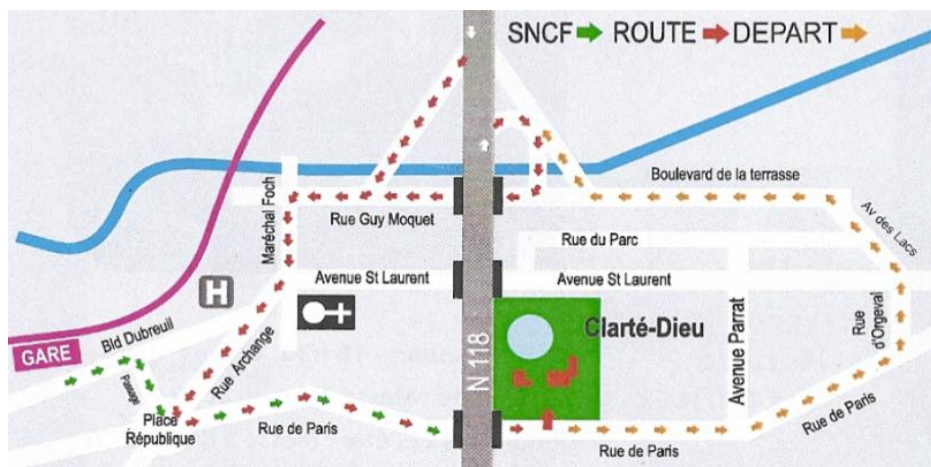 SNCF ROUTE DEPART
Boulevard de la terrasse
Maréchal Foch
Rue Guy Moquet
Av des Lacs
Rue du Parc
Avenue St Laurent
Avenue St Laurent
H
Clarté-Dieu
Bld Dubreuil
GARE
Rue Archange
N 118
Avenue Parrat
Rue
d'Orgeval
Passage
Place
République
Rue de Paris
Rue de Paris
Rue de Paris